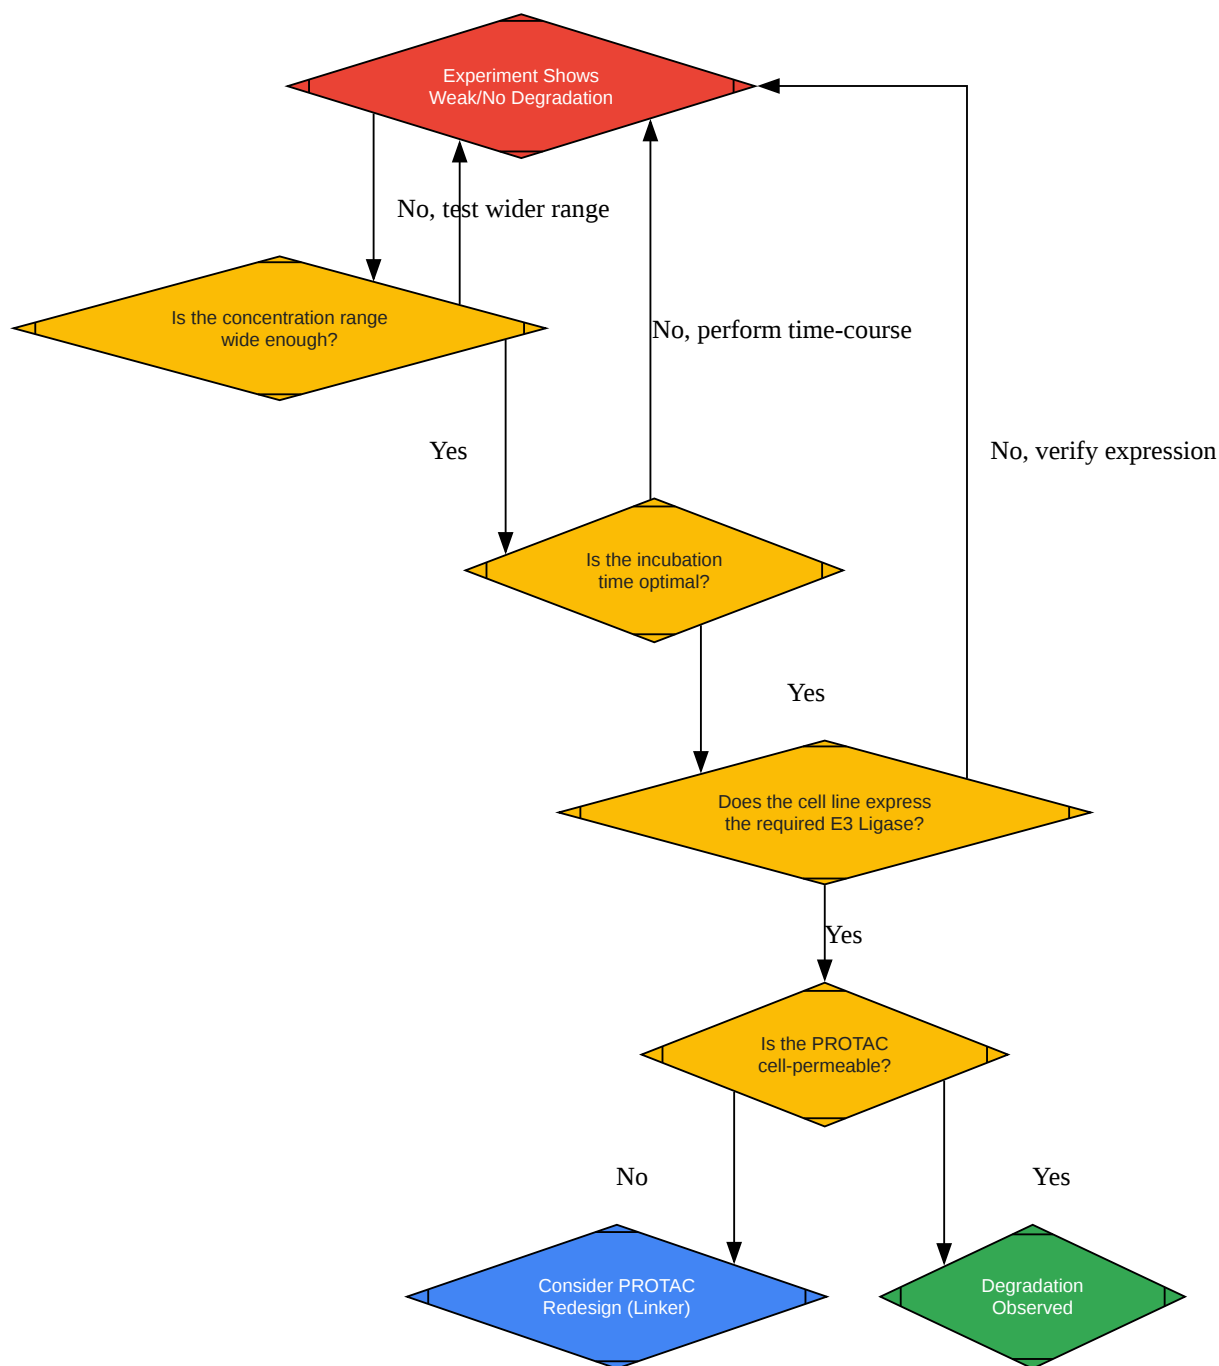 Experiment Shows
Weak/No Degradation
No, test wider range
Is the concentration range
wide enough?
No, perform time-course
Yes
No, verify expression
Is the incubation
time optimal?
Yes
Does the cell line express
the required E3 Ligase?
Yes
Is the PROTAC
cell-permeable?
No
Yes
Consider PROTAC
Redesign (Linker)
Degradation
Observed